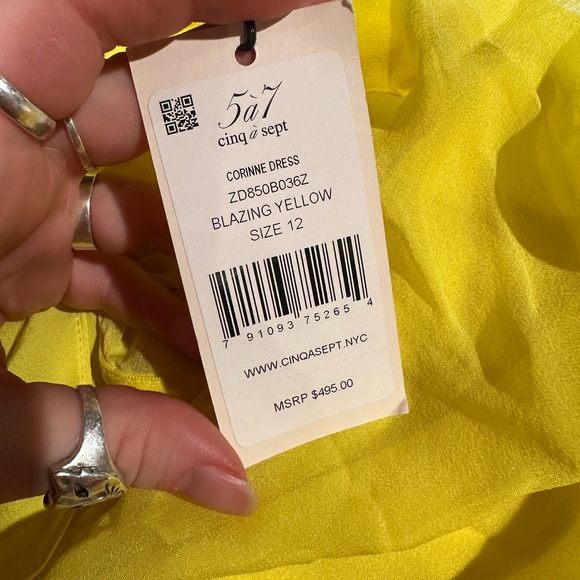 5à7
cinq à sept
CORINNE DRESS
ZD850B036Z
BLAZING YELLOW
SIZE 12
7 91093 75265 4
WWW.CINQASEPT.NYC
MSRP $495.00